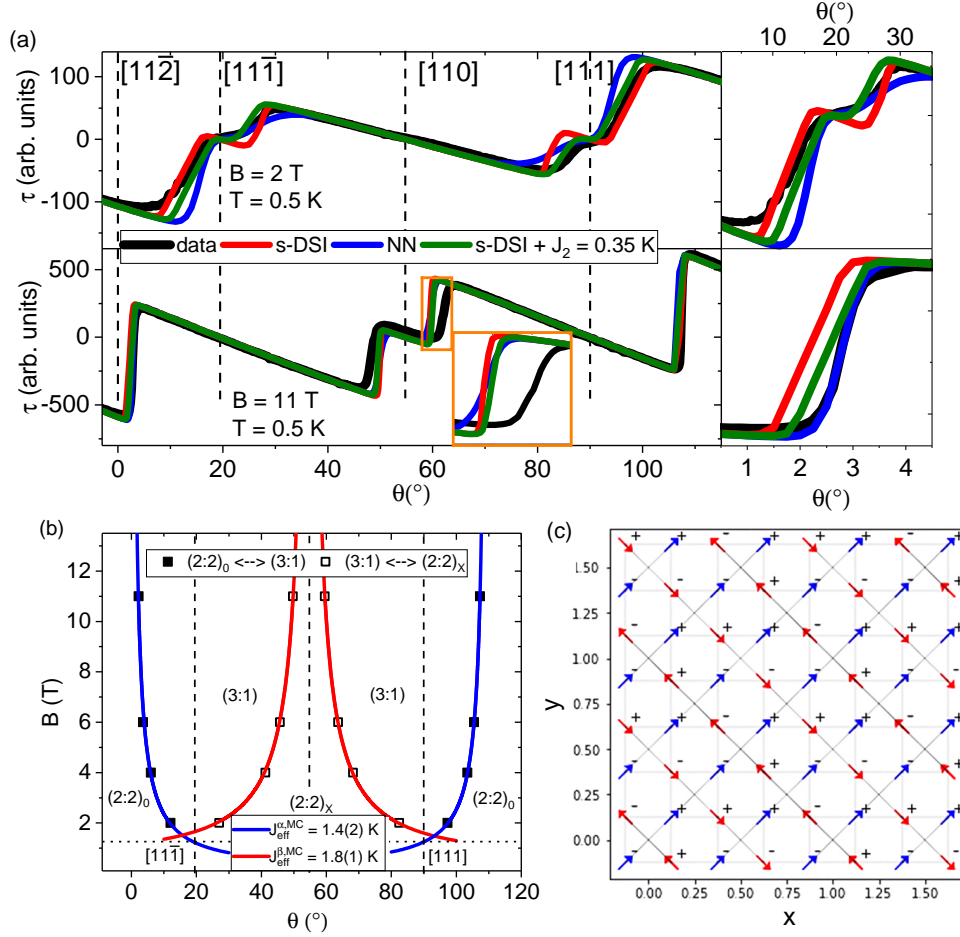 (a)
θ(°)
10 20 30
[112̄] [111̄] [110] [111]
τ (arb. units)
100
0
-100
B = 2 T
T = 0.5 K
data s-DSI NN s-DSI + J₂ = 0.35 K
τ (arb. units)
500
0
-500
B = 11 T
T = 0.5 K
0 20 40 60 80 100
θ(°)
1 2 3 4
θ(°)
(b)
B (T)
12
10
8
6
4
2
(2:2)₀ <--> (3:1) (3:1) <--> (2:2)ₓ
(3:1) (3:1)
(2:2)₀ (2:2)ₓ (2:2)₀
J_eff^α,MC = 1.4(2) K
J_eff^β,MC = 1.8(1) K
[111̄] [111]
0 20 40 60 80 100 120
θ (°)
(c)
y
1.50
1.25
1.00
0.75
0.50
0.25
0.00
0.00 0.25 0.50 0.75 1.00 1.25 1.50
x